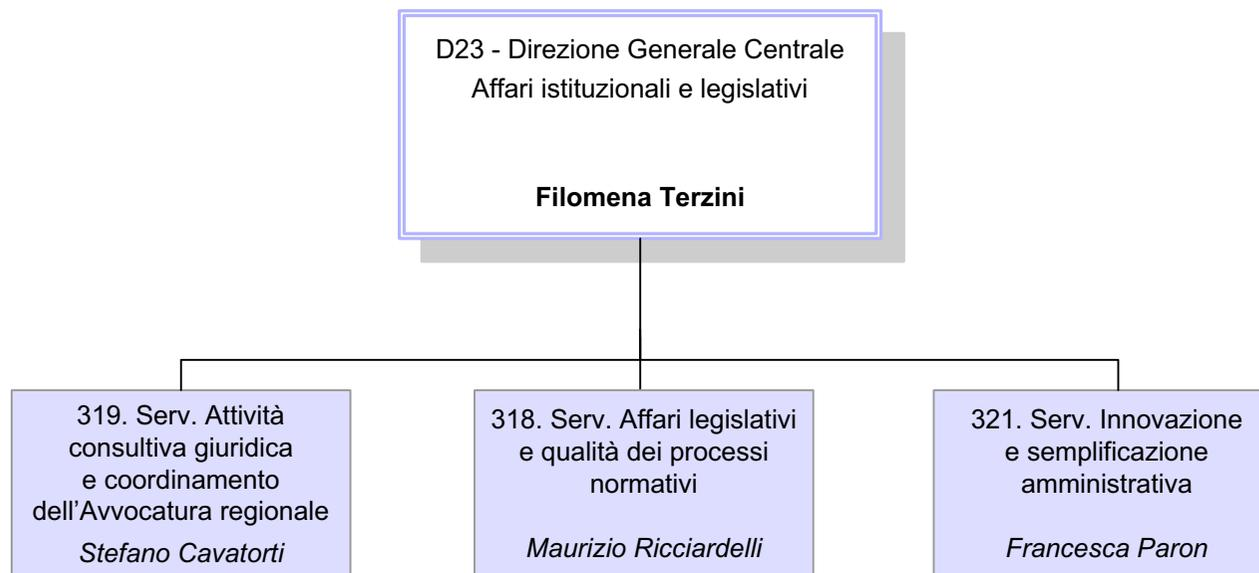 D23 - Direzione Generale Centrale
Affari istituzionali e legislativi
Filomena Terzini
319. Serv. Attività
consultiva giuridica
e coordinamento
dell’Avvocatura regionale
Stefano Cavatorti
318. Serv. Affari legislativi
e qualità dei processi
normativi
Maurizio Ricciardelli
321. Serv. Innovazione
e semplificazione
amministrativa
Francesca Paron